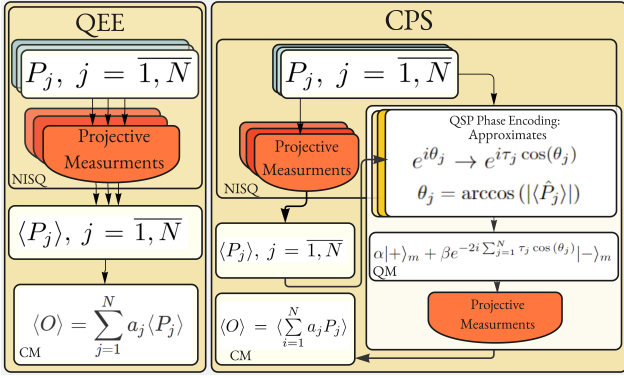 QEE
P_j, j = \overline{1, N}
Projective
Measurments
NISQ
⟨P_j⟩, j = \overline{1, N}
⟨O⟩ = \sum_{j=1}^{N} a_j⟨P_j⟩
CM
CPS
P_j, j = \overline{1, N}
Projective
Measurments
NISQ
⟨P_j⟩, j = \overline{1, N}
⟨O⟩ = ⟨\sum_{i=1}^{N} a_jP_j⟩
CM
QSP Phase Encoding:
Approximates
e^{iθ_j} → e^{iτ_j cos(θ_j)}
θ_j = arccos (|⟨\hat{P}_j⟩|)
α|+⟩_m + βe^{-2i \sum_{j=1}^{N} τ_j cos (θ_j)}|−⟩_m
QM
Projective
Measurments